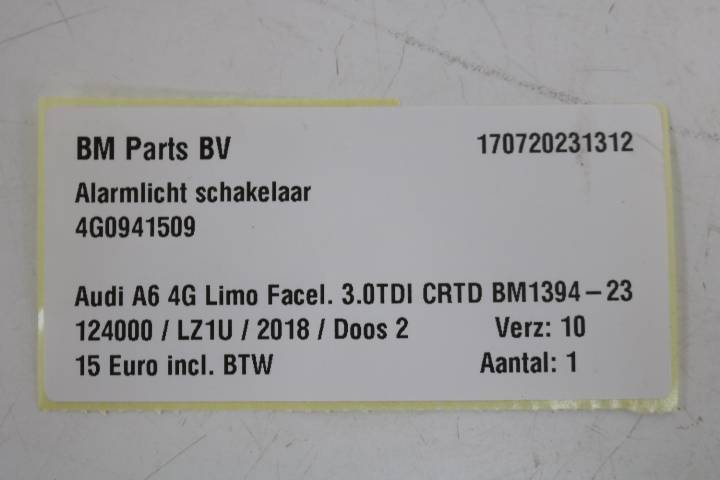 BM Parts BV 170720231312
Alarmlicht schakelaar
4G0941509
Audi A6 4G Limo Facel. 3.0TDI CRTD BM1394-23
124000 / LZ1U / 2018 / Doos 2 Verz: 10
15 Euro incl. BTW Aantal: 1